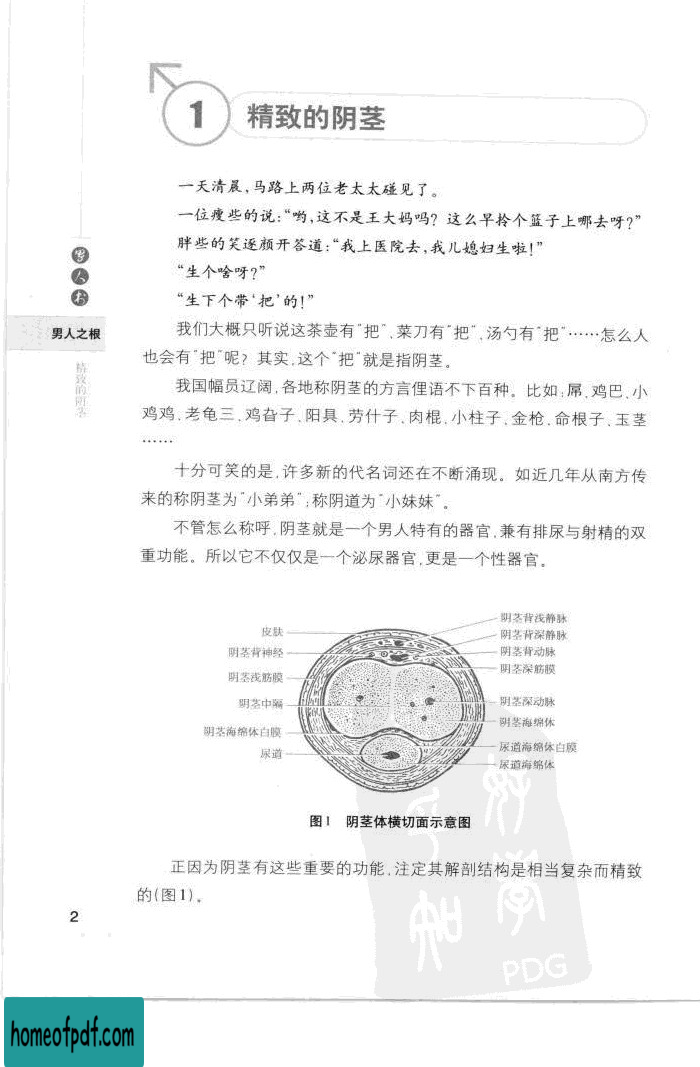 1 精致的阴茎
一天清晨,马路上两位老太太碰见了。
一位瘦些的说:“哟,这不是王大妈吗?这么早拎个篮子上哪去呀?”
胖些的笑逐颜开答道:“我上医院去,我儿媳妇生啦!”
“生个啥呀?”
“生下个带‘把’的!”
我们大概只听说这茶壶有“把”,菜刀有“把”,汤勺有“把”……怎么人
也会有“把”呢?其实,这个“把”就是指阴茎。
我国幅员辽阔,各地称阴茎的方言俚语不下百种。比如:屌、鸡巴、小
鸡鸡、老龟三、鸡旮子、阳具、劳什子、肉棍、小柱子、金枪、命根子、玉茎
……
十分可笑的是,许多新的代名词还在不断涌现。如近几年从南方传
来的称阴茎为“小弟弟”;称阴道为“小妹妹”。
不管怎么称呼,阴茎就是一个男人特有的器官,兼有排尿与射精的双
重功能。所以它不仅仅是一个泌尿器官,更是一个性器官。
皮肤
阴茎背神经
阴茎浅筋膜
阴茎中隔
阴茎海绵体白膜
尿道
阴茎背浅静脉
阴茎背深静脉
阴茎背动脉
阴茎深筋膜
阴茎深动脉
阴茎海绵体
尿道海绵体白膜
尿道海绵体
图1 阴茎体横切面示意图
正因为阴茎有这些重要的功能,注定其解剖结构是相当复杂而精致
的(图1)。
男人书
男人之根
精致的阴茎
2
PDG
homeofpdf.com